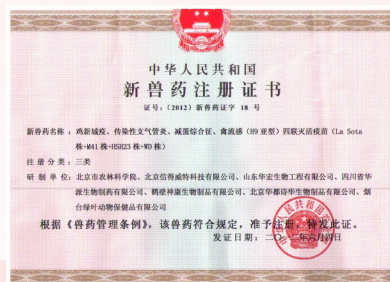 中华人民共和国
新兽药注册证书
证号：（2012）新兽药证字 18 号
新兽药名称：鸡新城疫、传染性支气管炎、减蛋综合征、禽流感（H9 亚型）四联灭活疫苗（La Sota
株+M41 株+HSH23 株+WD 株）
注册分类：三类
研制单位：北京市农林科学院、北京信得威特科技有限公司、山东华宏生物工程有限公司、四川省华
派生物制药有限公司、鹤壁神康生物制品有限公司、北京华都诗华生物制品有限公司、烟
台绿叶动物保健品有限公司
根据《兽药管理条例》，该兽药符合规定，准予注册，特发此证。
发证日期：二〇一二年六月四日